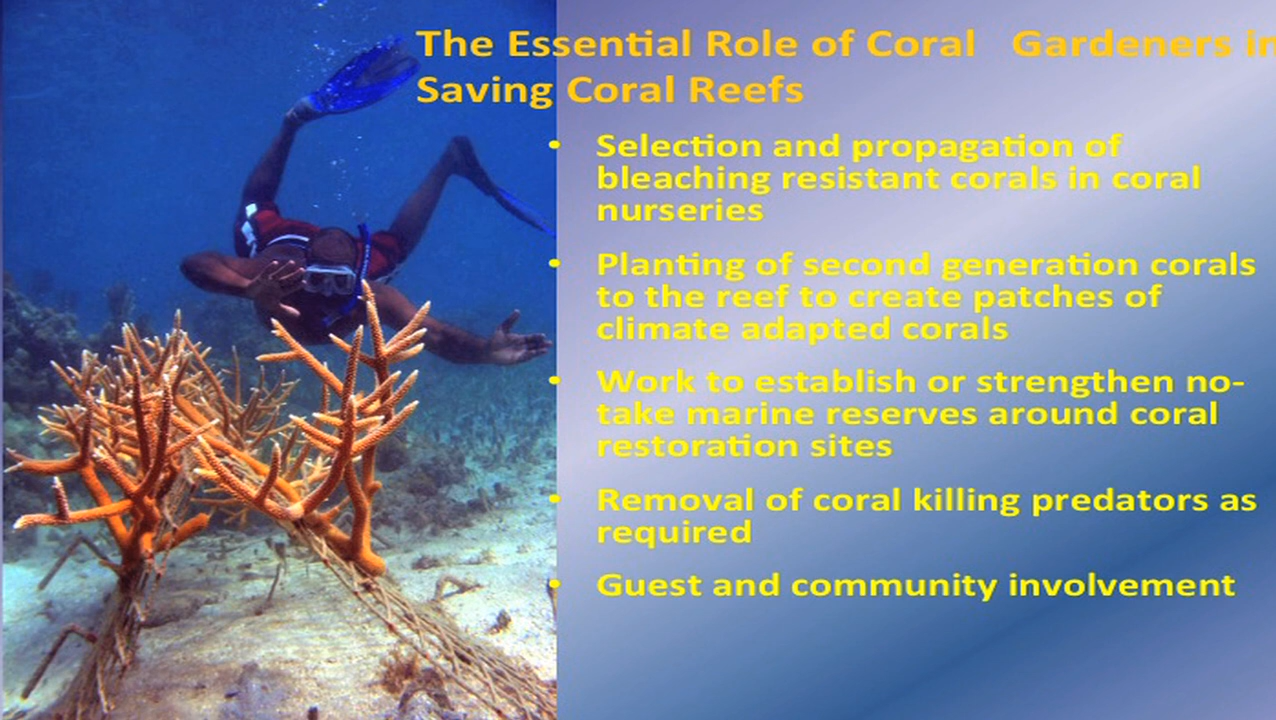 The Essential Role of Coral Gardeners in
Saving Coral Reefs
• Selection and propagation of
bleaching resistant corals in coral
nurseries
• Planting of second generation corals
to the reef to create patches of
climate adapted corals
• Work to establish or strengthen no-
take marine reserves around coral
restoration sites
• Removal of coral killing predators as
required
• Guest and community involvement